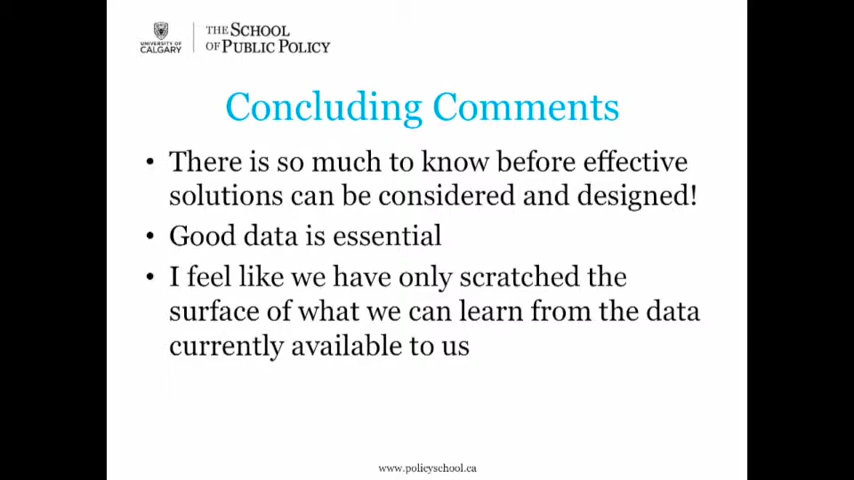 UNIVERSITY OF
CALGARY
THE SCHOOL
OF PUBLIC POLICY
Concluding Comments
• There is so much to know before effective
solutions can be considered and designed!
• Good data is essential
• I feel like we have only scratched the
surface of what we can learn from the data
currently available to us
www.policyschool.ca